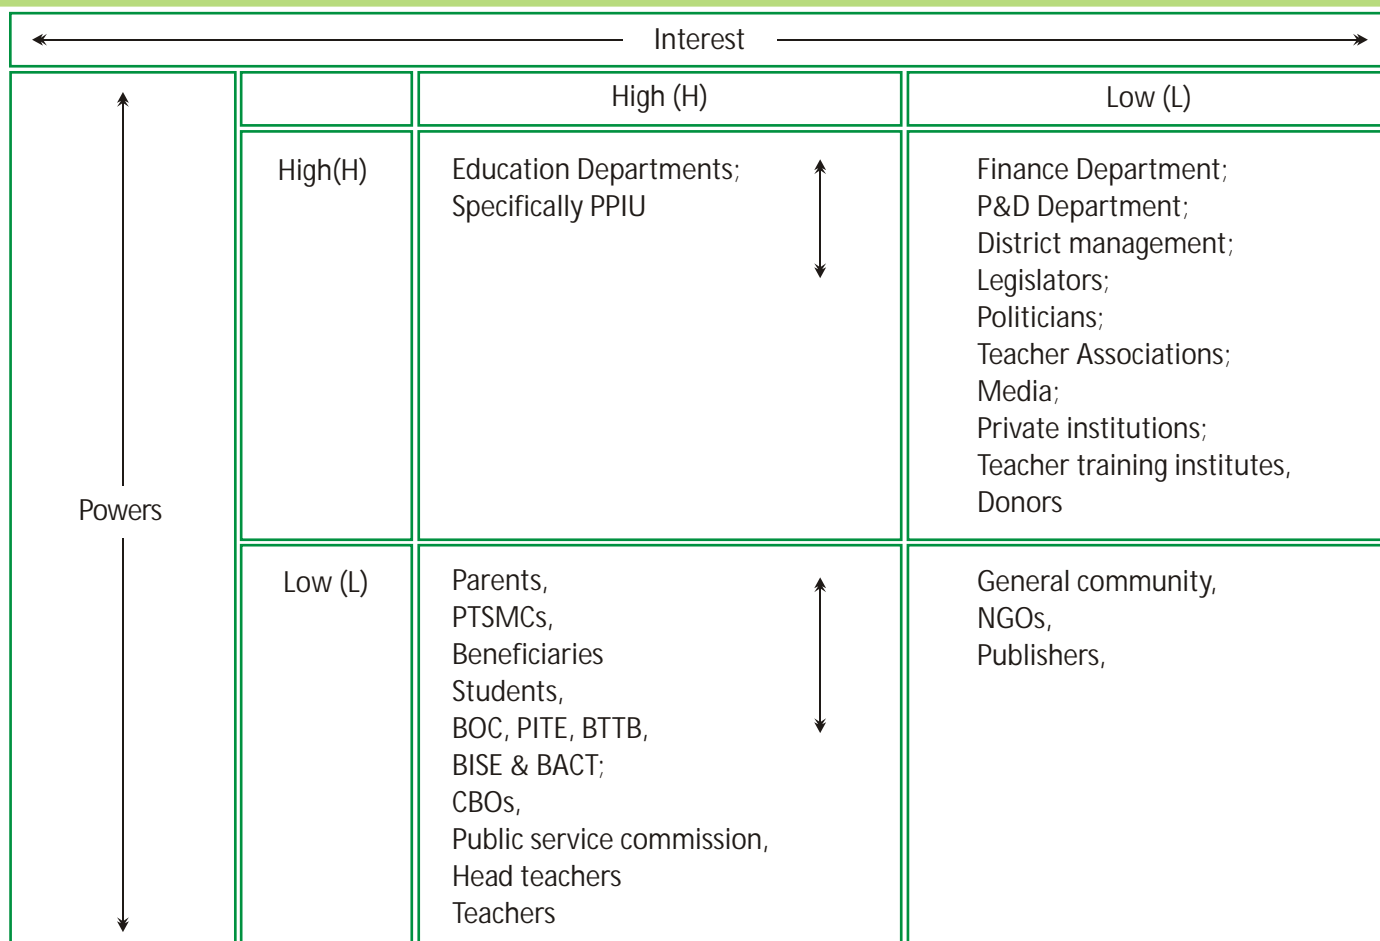 Interest
High (H)
Low (L)
Powers
High(H)
Education Departments;
Specifically PPIU
Finance Department;
P&D Department;
District management;
Legislators;
Politicians;
Teacher Associations;
Media;
Private institutions;
Teacher training institutes,
Donors
Low (L)
Parents,
PTSMCs,
Beneficiaries
Students,
BOC, PITE, BTTB,
BISE & BACT;
CBOs,
Public service commission,
Head teachers
Teachers
General community,
NGOs,
Publishers,